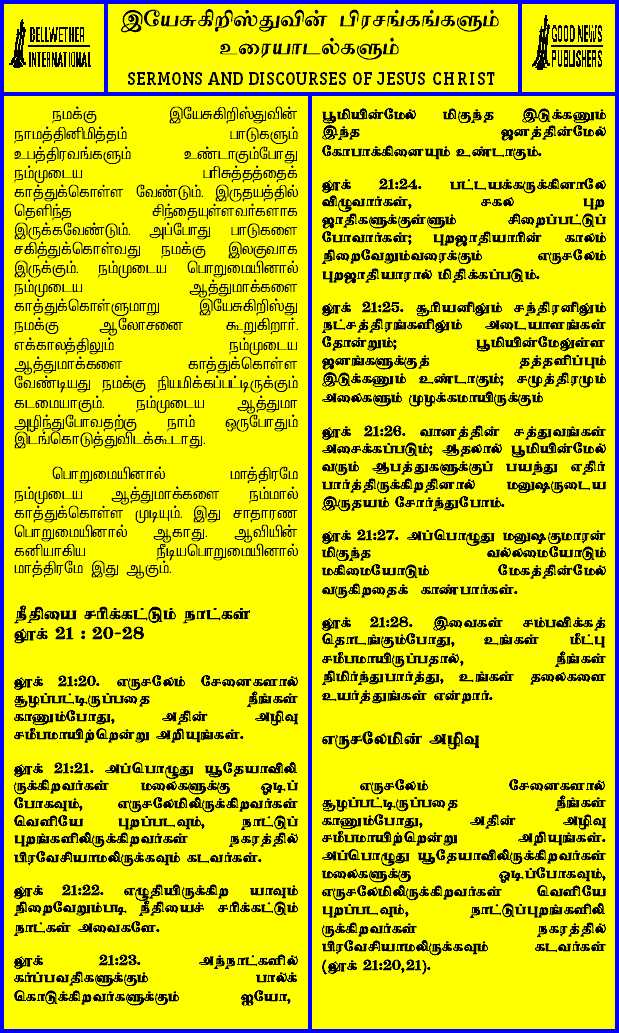 BELLWETHER
INTERNATIONAL
இயேசுகிறிஸ்துவின் பிரசங்கங்களும்
உரையாடல்களும்
SERMONS AND DISCOURSES OF JESUS CHRIST
GOOD NEWS
PUBLISHERS
நமக்கு இயேசுகிறிஸ்துவின்
நாமத்தினிமித்தம் பாடுகளும்
உபத்திரவங்களும் உண்டாகும்போது
நம்முடைய பரிசுத்தத்தைக்
காத்துக்கொள்ள வேண்டும். இருதயத்தில்
தெளிந்த சிந்தையுள்ளவர்களாக
இருக்கவேண்டும். அப்போது பாடுகளை
சகித்துக்கொள்வது நமக்கு இலகுவாக
இருக்கும். நம்முடைய பொறுமையினால்
நம்முடைய ஆத்துமாக்களை
காத்துக்கொள்ளுமாறு இயேசுகிறிஸ்து
நமக்கு ஆலோசனை கூறுகிறார்.
எக்காலத்திலும் நம்முடைய
ஆத்துமாக்களை காத்துக்கொள்ள
வேண்டியது நமக்கு நியமிக்கப்பட்டிருக்கும்
கடமையாகும். நம்முடைய ஆத்துமா
அழிந்துபோவதற்கு நாம் ஒருபோதும்
இடங்கொடுத்துவிடக்கூடாது.
பொறுமையினால் மாத்திரமே
நம்முடைய ஆத்துமாக்களை நம்மால்
காத்துக்கொள்ள முடியும். இது சாதாரண
பொறுமையினால் ஆகாது. ஆவியின்
கனியாகிய நீடியபொறுமையினால்
மாத்திரமே இது ஆகும்.
நீதியை சரிக்கட்டும் நாட்கள்
லூக் 21 : 20-28
லூக் 21:20. எருசலேம் சேனைகளால்
சூழப்பட்டிருப்பதை நீங்கள்
காணும்போது, அதின் அழிவு
சமீபமாயிற்றென்று அறியுங்கள்.
லூக் 21:21. அப்பொழுது யூதேயாவிலி
ருக்கிறவர்கள் மலைகளுக்கு ஓடிப்
போகவும், எருசலேமிலிருக்கிறவர்கள்
வெளியே புறப்படவும், நாட்டுப்
புறங்களிலிருக்கிறவர்கள் நகரத்தில்
பிரவேசியாமலிருக்கவும் கடவர்கள்.
லூக் 21:22. எழுதியிருக்கிற யாவும்
நிறைவேறும்படி நீதியைச் சரிக்கட்டும்
நாட்கள் அவைகளே.
லூக் 21:23. அந்நாட்களில்
கர்ப்பவதிகளுக்கும் பால்க்
கொடுக்கிறவர்களுக்கும் ஐயோ,
பூமியின்மேல் மிகுந்த இடுக்கணும்
இந்த ஜனத்தின்மேல்
கோபாக்கினையும் உண்டாகும்.
லூக் 21:24. பட்டயக்கருக்கினாலே
விழுவார்கள், சகல புற
ஜாதிகளுக்குள்ளும் சிறைப்பட்டுப்
போவார்கள்; புறஜாதியாரின் காலம்
நிறைவேறும்வரைக்கும் எருசலேம்
புறஜாதியாரால் மிதிக்கப்படும்.
லூக் 21:25. சூரியனிலும் சந்திரனிலும்
நட்சத்திரங்களிலும் அடையாளங்கள்
தோன்றும்; பூமியின்மேலுள்ள
ஜனங்களுக்குத் தத்தளிப்பும்
இடுக்கணும் உண்டாகும்; சமுத்திரமும்
அலைகளும் முழக்கமாயிருக்கும்
லூக் 21:26. வானத்தின் சத்துவங்கள்
அசைக்கப்படும்; ஆதலால் பூமியின்மேல்
வரும் ஆபத்துகளுக்குப் பயந்து எதிர்
பார்த்திருக்கிறதினால் மனுஷருடைய
இருதயம் சோர்ந்துபோம்.
லூக் 21:27. அப்பொழுது மனுஷகுமாரன்
மிகுந்த வல்லமையோடும்
மகிமையோடும் மேகத்தின்மேல்
வருகிறதைக் காண்பார்கள்.
லூக் 21:28. இவைகள் சம்பவிக்கத்
தொடங்கும்போது, உங்கள் மீட்பு
சமீபமாயிருப்பதால், நீங்கள்
நிமிர்ந்துபார்த்து, உங்கள் தலைகளை
உயர்த்துங்கள் என்றார்.
எருசலேமின் அழிவு
எருசலேம் சேனைகளால்
சூழப்பட்டிருப்பதை நீங்கள்
காணும்போது, அதின் அழிவு
சமீபமாயிற்றென்று அறியுங்கள்.
அப்பொழுது யூதேயாவிலிருக்கிறவர்கள்
மலைகளுக்கு ஓடிப்போகவும்,
எருசலேமிலிருக்கிறவர்கள் வெளியே
புறப்படவும், நாட்டுப்புறங்களிலி
ருக்கிறவர்கள் நகரத்தில்
பிரவேசியாமலிருக்கவும் கடவர்கள்
(லூக் 21:20,21).